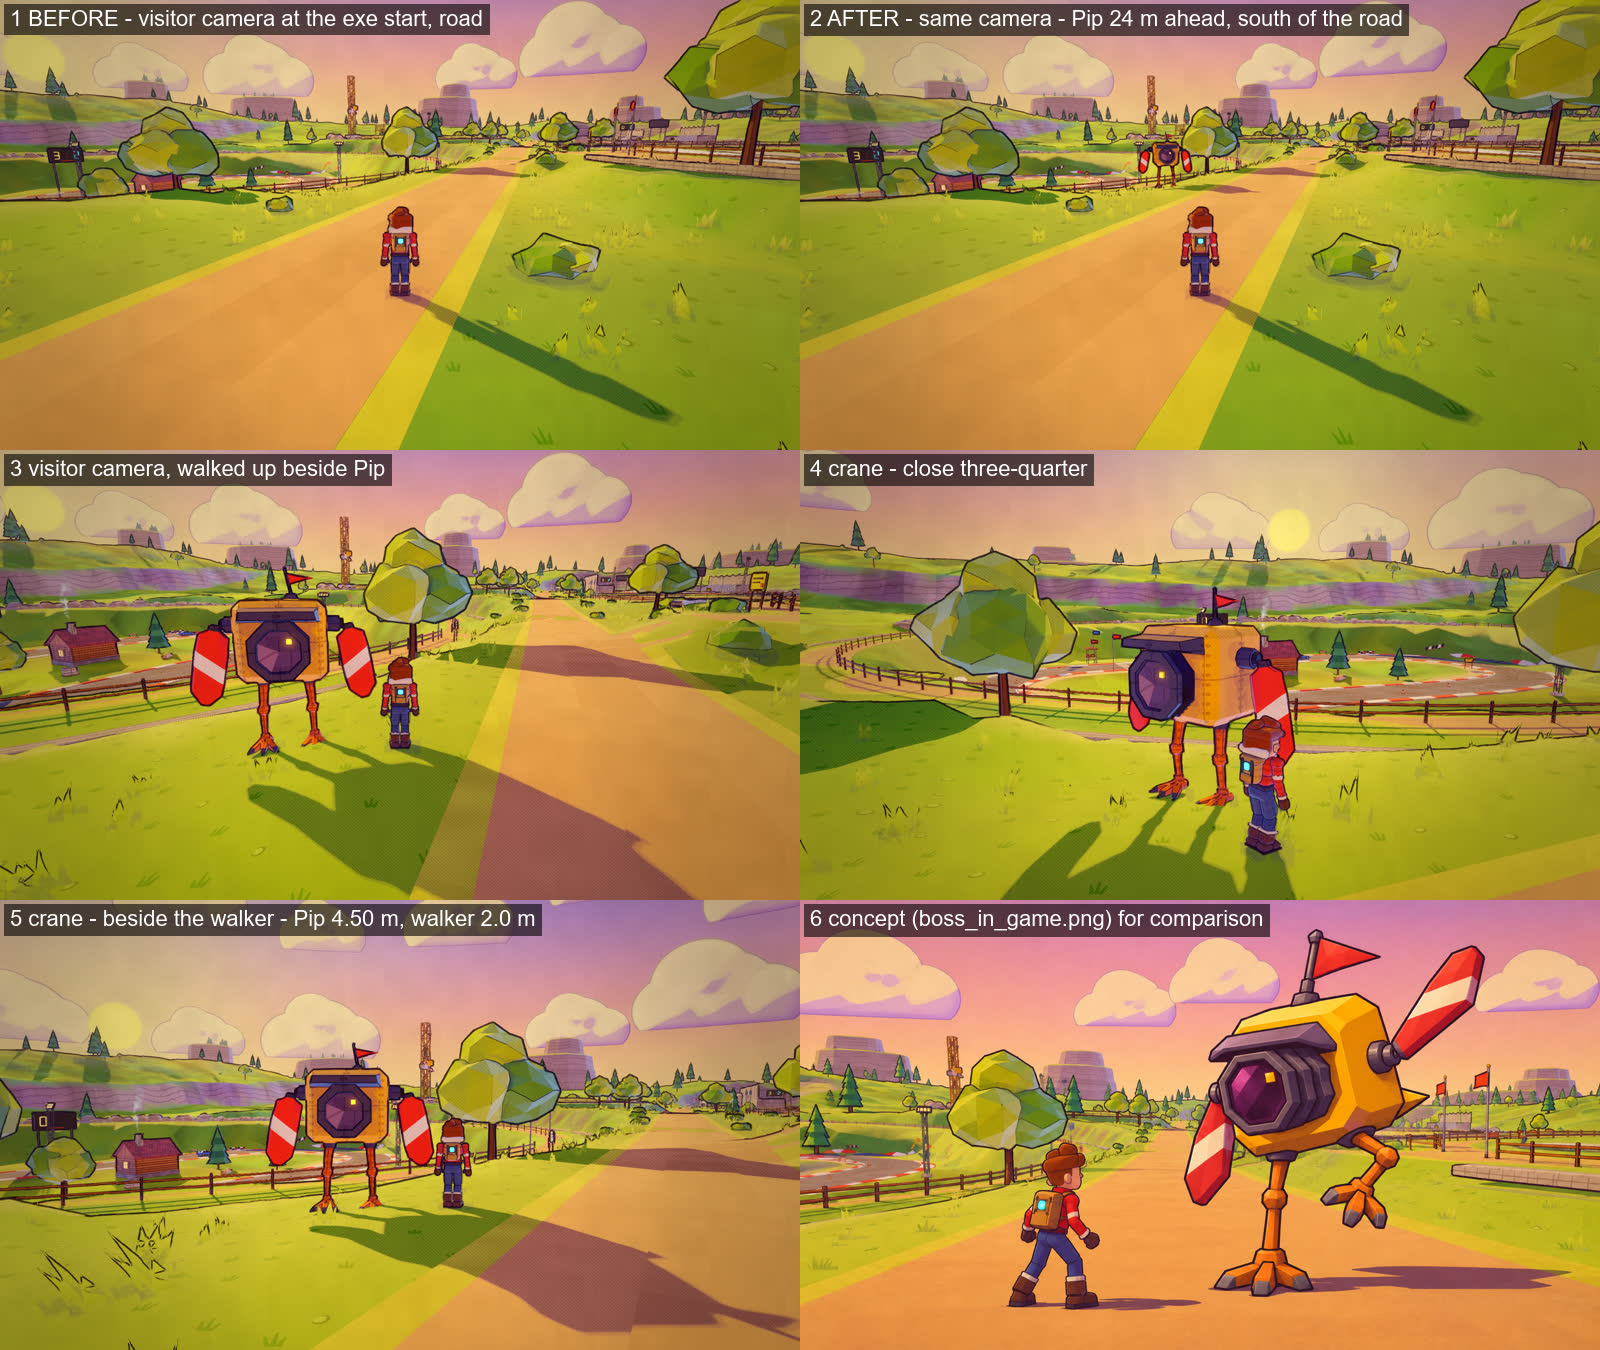 1 BEFORE - visitor camera at the exe start, road
2 AFTER - same camera - Pip 24 m ahead, south of the road
3
3
3 visitor camera, walked up beside Pip
4 crane - close three-quarter
5 crane - beside the walker - Pip 4.50 m, walker 2.0 m
6 concept (boss_in_game.png) for comparison